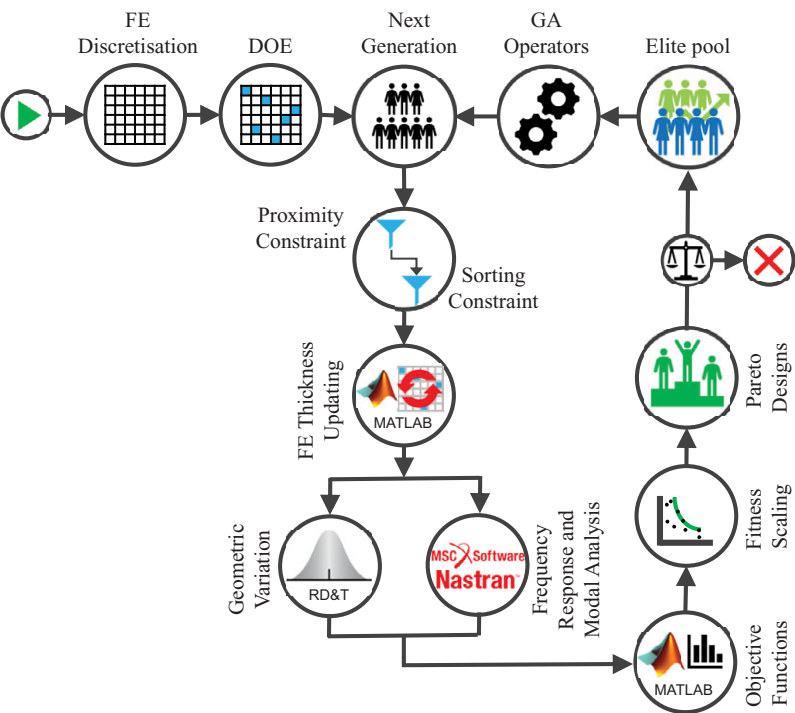 FE
Discretisation
DOE
Next
Generation
GA
Operators
Elite pool
Proximity
Constraint
Sorting
Constraint
FE Thickness
Updating
MATLAB
Geometric
Variation
RD&T
MSC Software
Nastran™
Frequency
Response and
Modal Analysis
MATLAB
Objective
Functions
Fitness
Scaling
Pareto
Designs